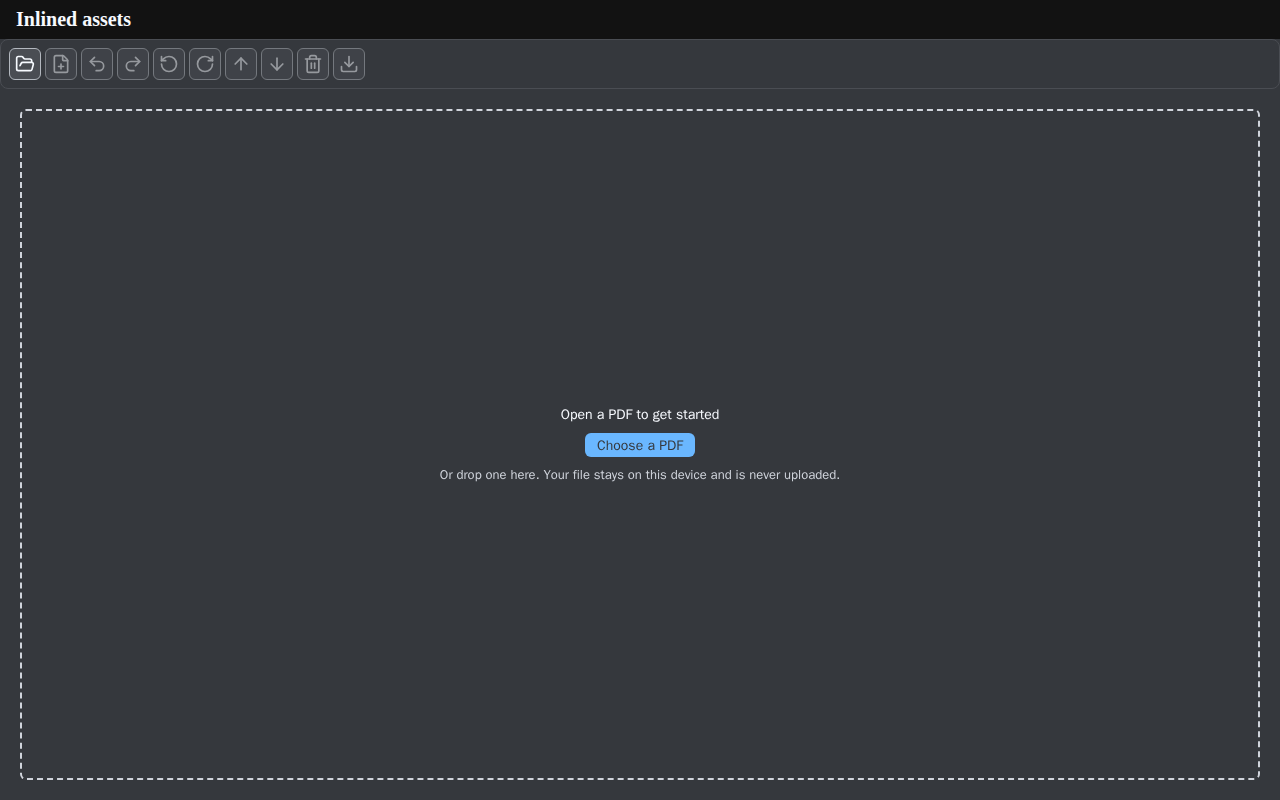 Inlined assets
Open a PDF to get started
Choose a PDF
Or drop one here. Your file stays on this device and is never uploaded.